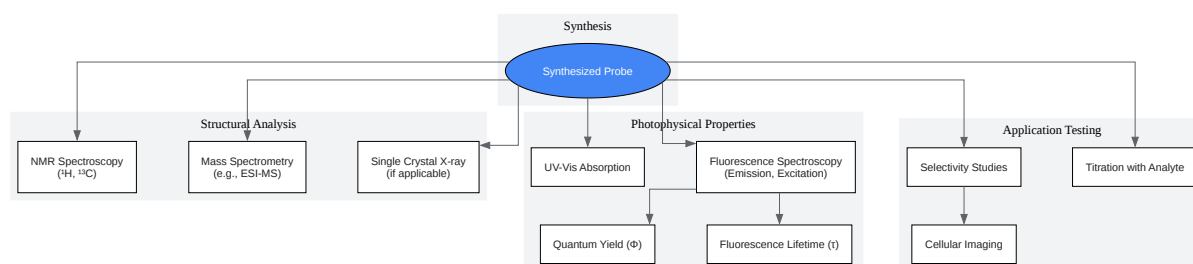 Synthesis
Synthesized Probe
Structural Analysis
NMR Spectroscopy
(¹H, ¹³C)
Mass Spectrometry
(e.g., ESI-MS)
Single Crystal X-ray
(if applicable)
Photophysical Properties
UV-Vis Absorption
Fluorescence Spectroscopy
(Emission, Excitation)
Quantum Yield (Φ)
Fluorescence Lifetime (τ)
Application Testing
Selectivity Studies
Titration with Analyte
Cellular Imaging